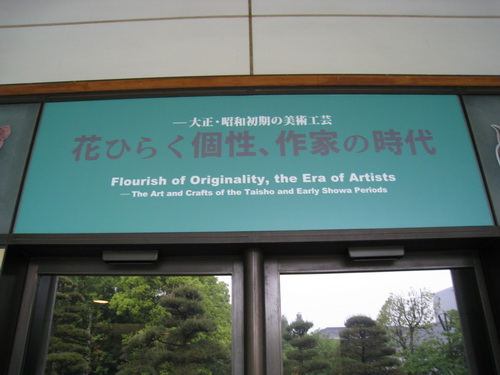 ―大正・昭和初期の美術工芸
花ひらく個性、作家の時代
Flourish of Originality, the Era of Artists
―The Art and Crafts of the Taisho and Early Showa Periods